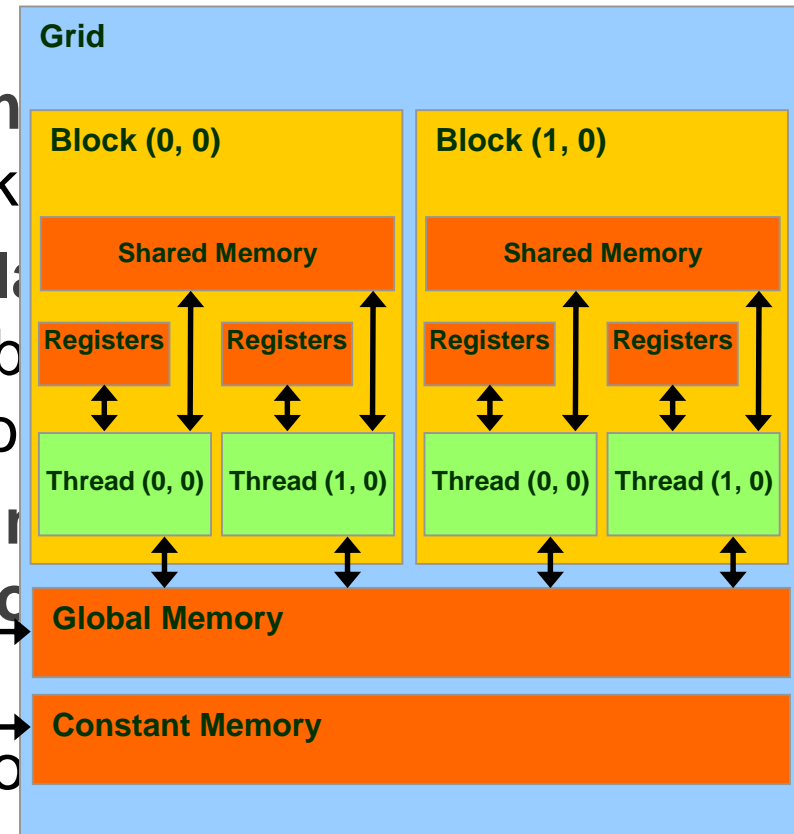 Grid
Block (0, 0) Block (1, 0)
Shared Memory Shared Memory
Registers Registers Registers Registers
Thread (0, 0) Thread (1, 0) Thread (0, 0) Thread (1, 0)
Global Memory
Constant Memory